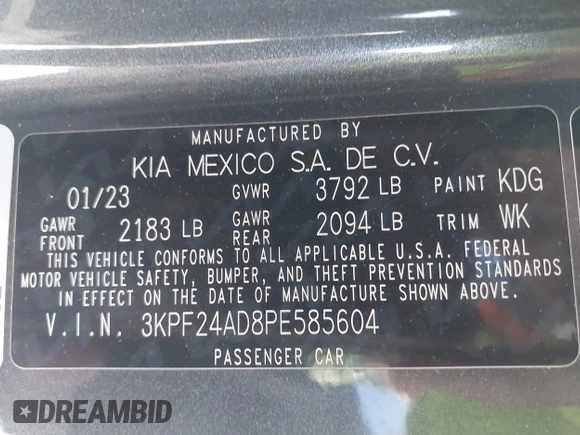 MANUFACTURED BY
KIA MEXICO S.A. DE C.V.
01/23 GVWR 3792 LB PAINT KDG
GAWR FRONT 2183 LB GAWR REAR 2094 LB TRIM WK
THIS VEHICLE CONFORMS TO ALL APPLICABLE U.S.A. FEDERAL
MOTOR VEHICLE SAFETY, BUMPER, AND THEFT PREVENTION STANDARDS
IN EFFECT ON THE DATE OF MANUFACTURE SHOWN ABOVE.
V.I.N. 3KPF24AD8PE585604
PASSENGER CAR
DREAMBID